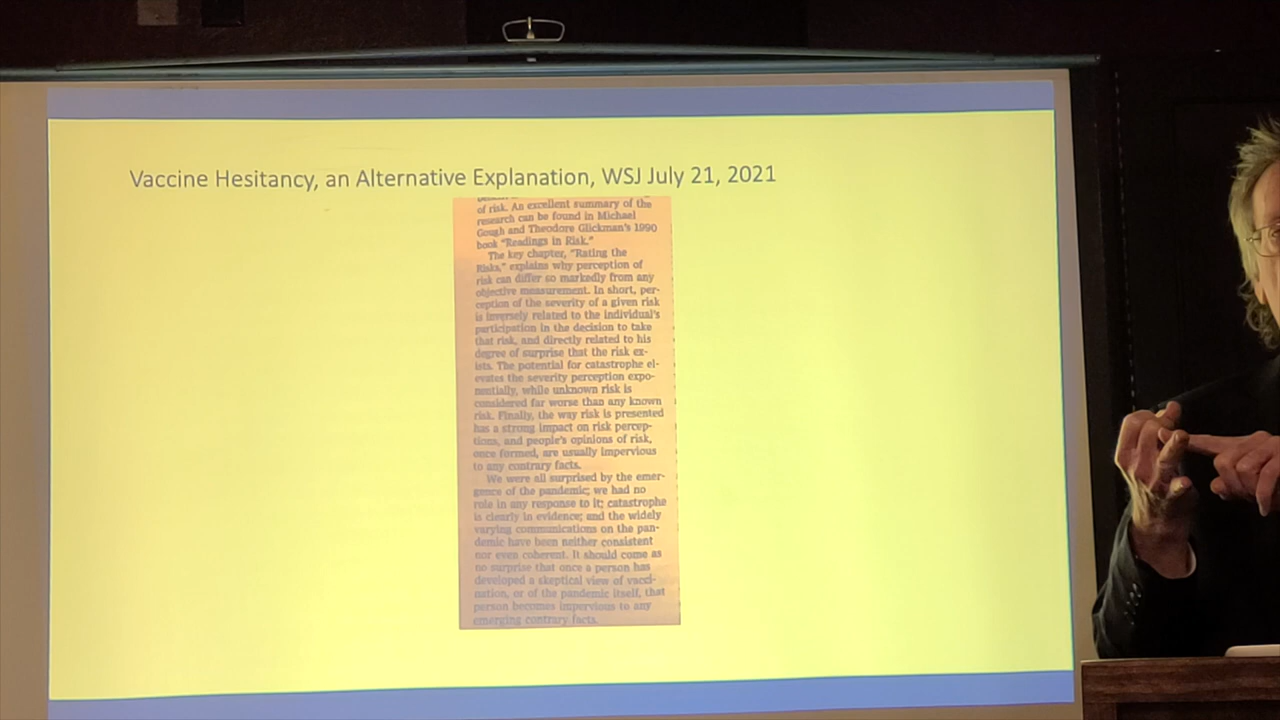 Vaccine Hesitancy, an Alternative Explanation, WSJ July 21, 2021
of risk. An excellent summary of the
research can be found in Michael
Gough and Theodore Glickman's 1990
book "Readings in Risk."
The key chapter, "Rating the
Risks," explains why perception of
risk can differ so markedly from any
objective measurement. In short, per-
ception of the severity of a given risk
is inversely related to the individual's
participation in the decision to take
that risk, and directly related to his
degree of surprise that the risk ex-
ists. The potential for catastrophe el-
evates the severity perception expo-
nentially, while unknown risk is
considered far worse than any known
risk. Finally, the way risk is presented
has a strong impact on risk percep-
tions, and people's opinions of risk,
once formed, are usually impervious
to any contrary facts.
We were all surprised by the emer-
gence of the pandemic; we had no
role in any response to it; catastrophe
is clearly in evidence; and the widely
varying communications on the pan-
demic have been neither consistent
nor even coherent. It should come as
no surprise that once a person has
developed a skeptical view of vacci-
nation, or of the pandemic itself, that
person becomes impervious to any
emerging contrary facts.